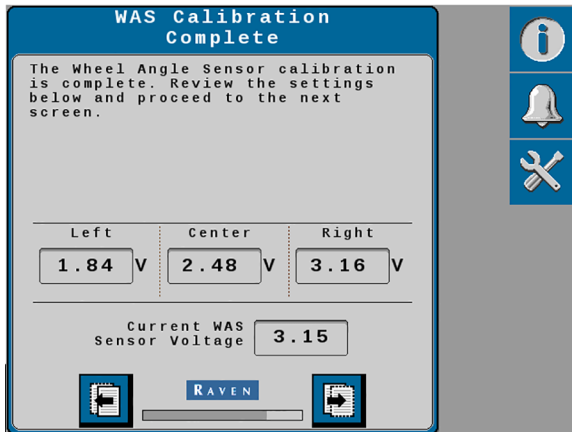 WAS Calibration
Complete
The Wheel Angle Sensor calibration
is complete. Review the settings
below and proceed to the next
screen.
Left Center Right
1.84 V 2.48 V 3.16 V
Current WAS
Sensor Voltage 3.15
RAVEN